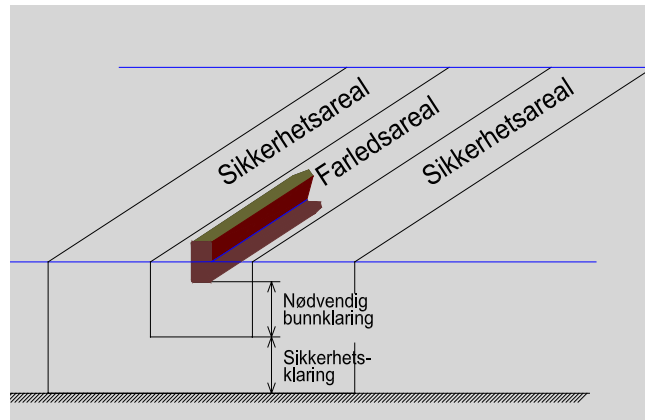 Sikkerhetsareal
Farledsareal
Sikkerhetsareal
Nødvendig
bunnklaring
Sikkerhets-
klaring